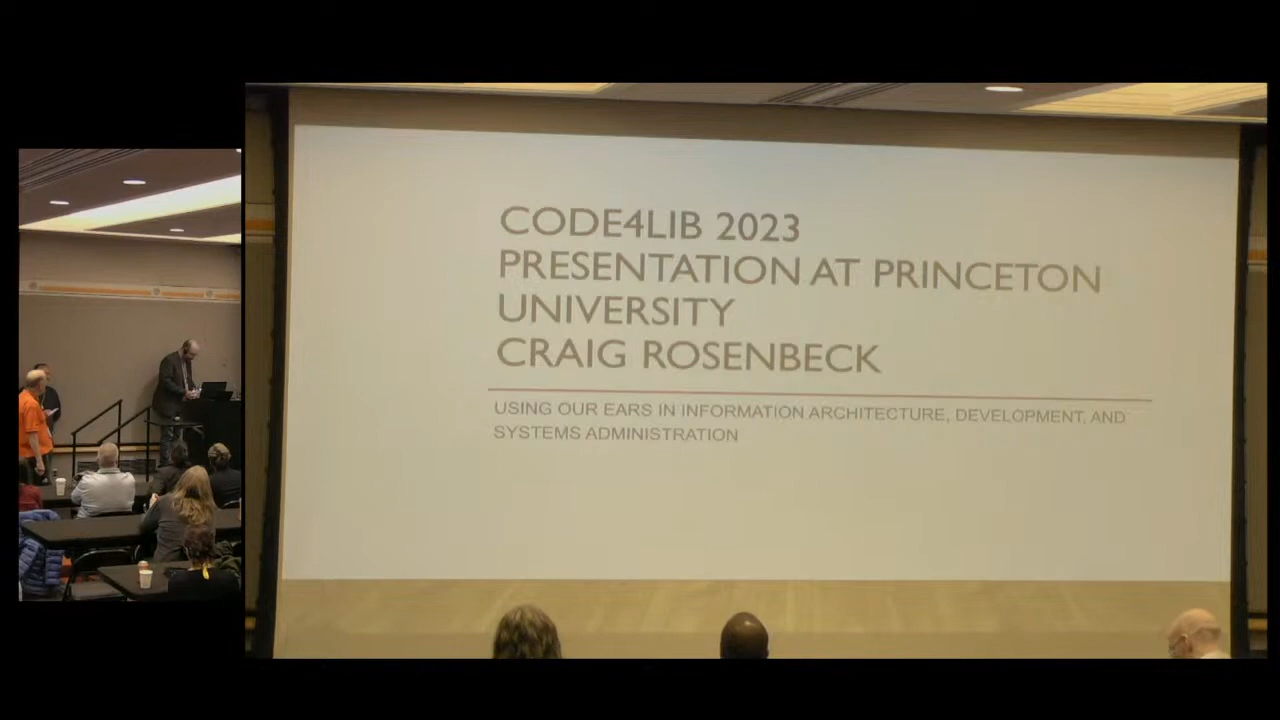 CODE4LIB 2023
PRESENTATION AT PRINCETON
UNIVERSITY
CRAIG ROSENBECK
USING OUR EARS IN INFORMATION ARCHITECTURE, DEVELOPMENT, AND
SYSTEMS ADMINISTRATION